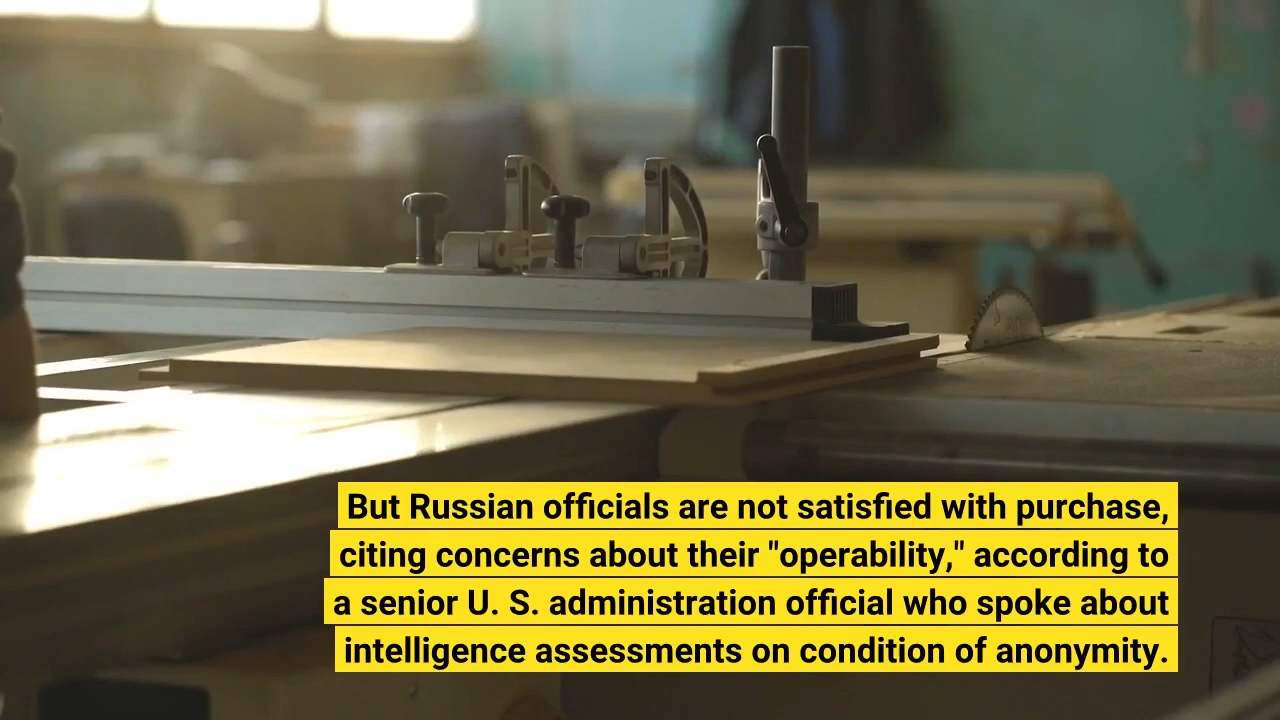 But Russian officials are not satisfied with purchase,
citing concerns about their "operability," according to
a senior U. S. administration official who spoke about
intelligence assessments on condition of anonymity.